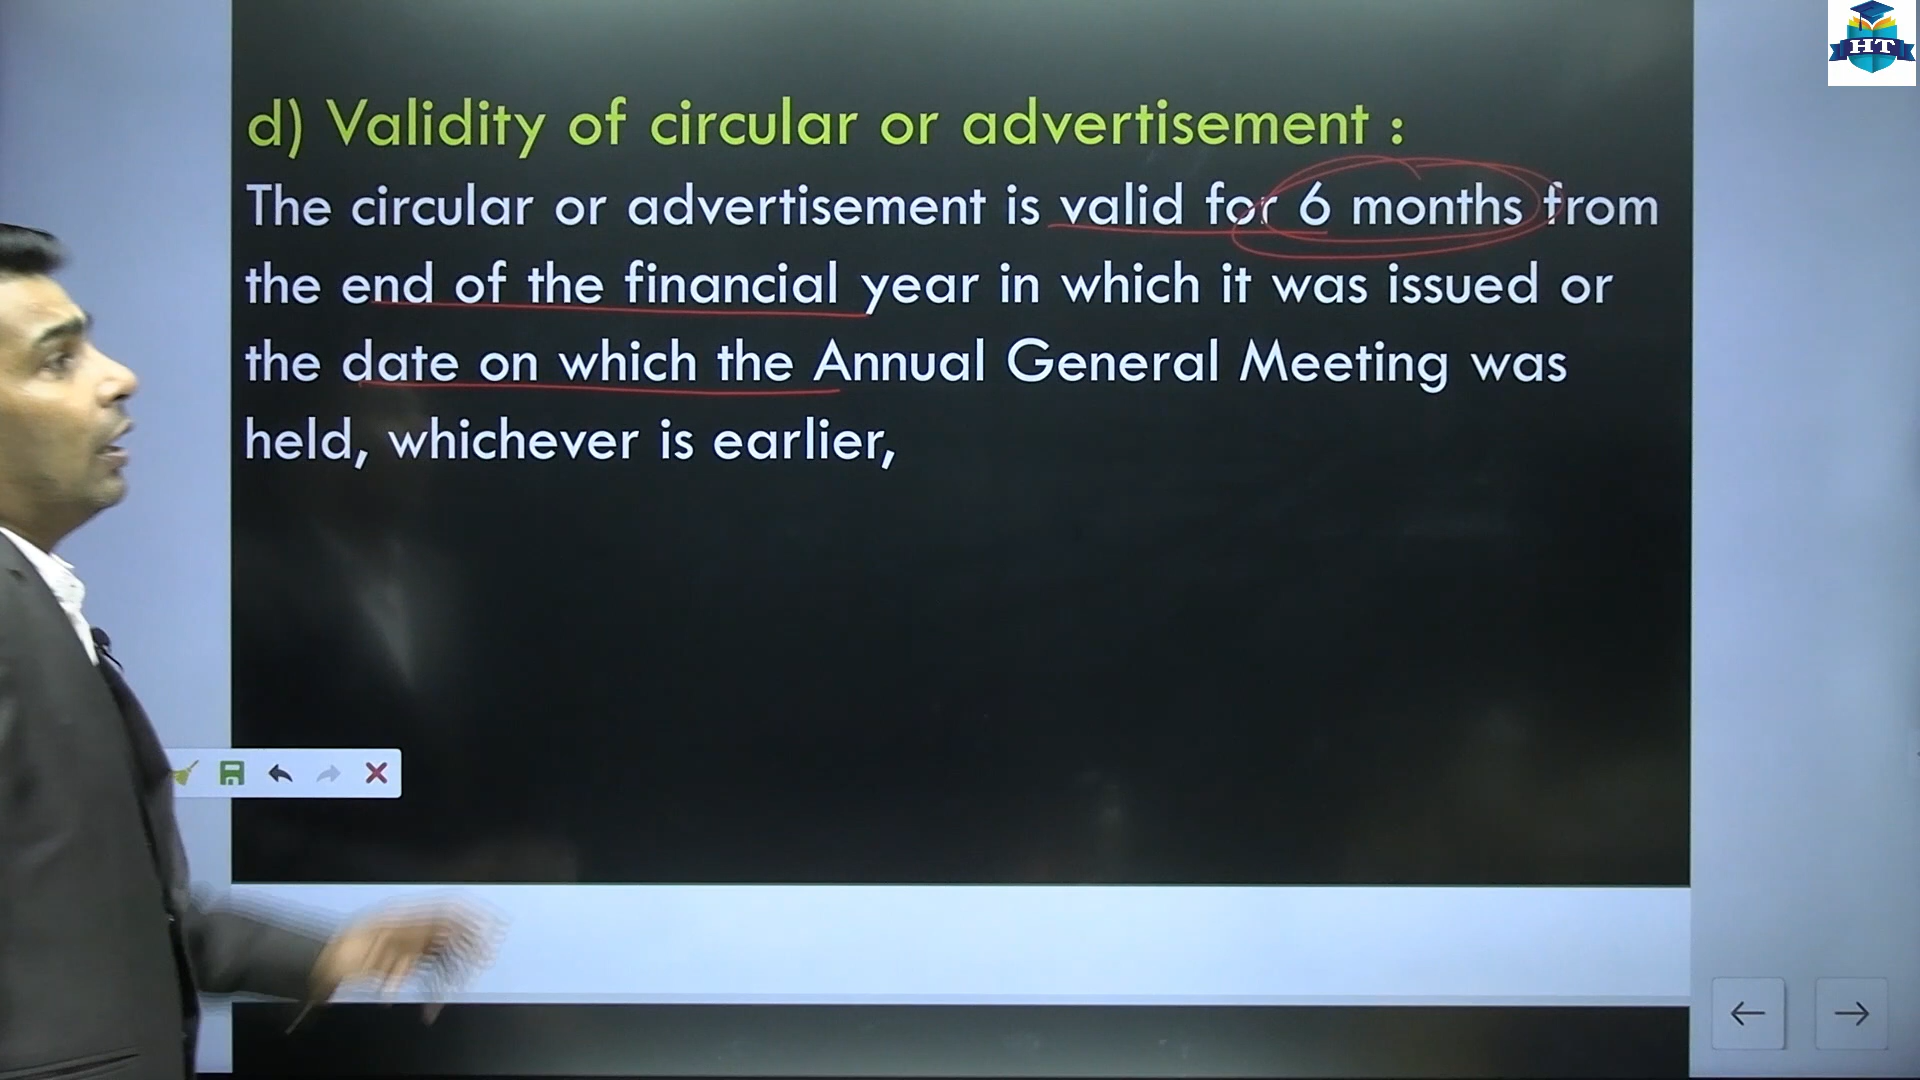 HT
d) Validity of circular or advertisement :
The circular or advertisement is valid for 6 months from
the end of the financial year in which it was issued or
the date on which the Annual General Meeting was
held, whichever is earlier,